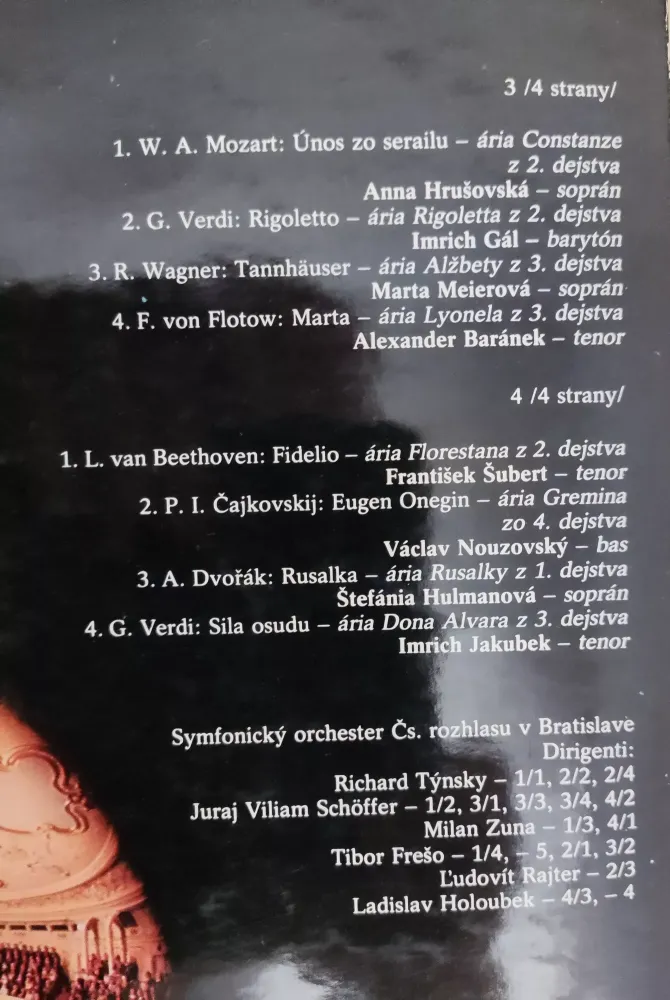 3 /4 strany/
1. W. A. Mozart: Únos zo serailu – ária Constanze
z 2. dejstva
Anna Hrušovská – soprán
2. G. Verdi: Rigoletto – ária Rigoletta z 2. dejstva
Imrich Gál – barytón
3. R. Wagner: Tannhäuser – ária Alžbety z 3. dejstva
Marta Meierová – soprán
4. F. von Flotow: Marta – ária Lyonela z 3. dejstva
Alexander Baránek – tenor
4 /4 strany/
1. L. van Beethoven: Fidelio – ária Florestana z 2. dejstva
František Šubert – tenor
2. P. I. Čajkovskij: Eugen Onegin – ária Gremina
zo 4. dejstva
Václav Nouzovský – bas
3. A. Dvořák: Rusalka – ária Rusalky z 1. dejstva
Štefánia Hulmanová – soprán
4. G. Verdi: Sila osudu – ária Dona Alvara z 3. dejstva
Imrich Jakubek – tenor
Symfonický orchester Čs. rozhlasu v Bratislave
Dirigenti:
Richard Týnsky – 1/1, 2/2, 2/4
Juraj Viliam Schöffer – 1/2, 3/1, 3/3, 3/4, 4/2
Milan Zuna – 1/3, 4/1
Tibor Frešo – 1/4, – 5, 2/1, 3/2
Ľudovít Rajter – 2/3
Ladislav Holoubek – 4/3, – 4